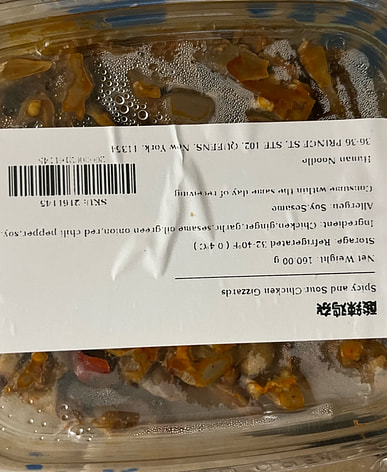 酸辣鸡杂
Spicy and Sour Chicken Gizzards
Net Weight: 160.00 g
Storage: Refrigerated 32-40°F ( 0-4°C )
Ingredient: Chicken,ginger,garlic,sesame oil,green onion,red chili pepper,soy.
Allergen: Soy,Sesame
Consume within the same day of receiving
Hunan Noodle
36-36 PRINCE ST, STE 102, QUEENS, New York, 11354
SKU: 2161145